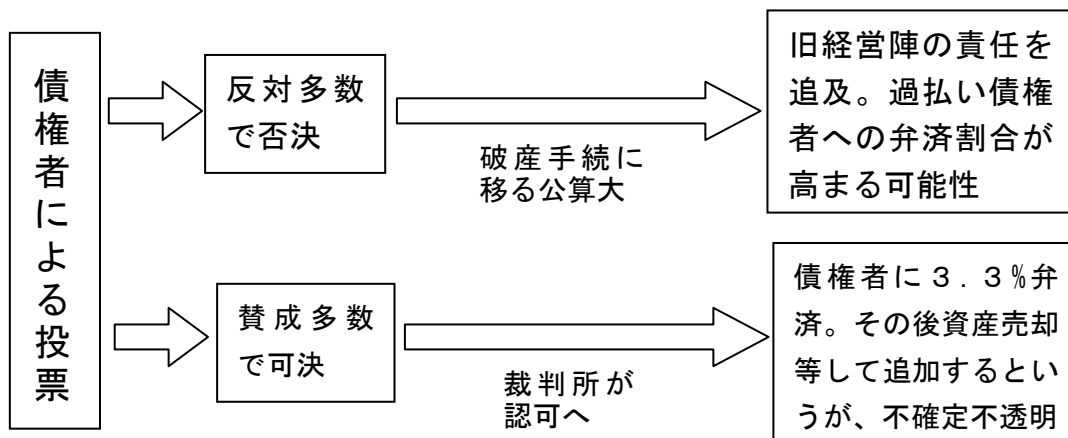 債権者による投票
反対多数
で否決
破産手続に
移る公算大
旧経営陣の責任を
追及。過払い債権
者への弁済割合が
高まる可能性
賛成多数
で可決
裁判所が
認可へ
債権者に３.３%弁
済。その後資産売却
等して追加するとい
うが、不確定不透明